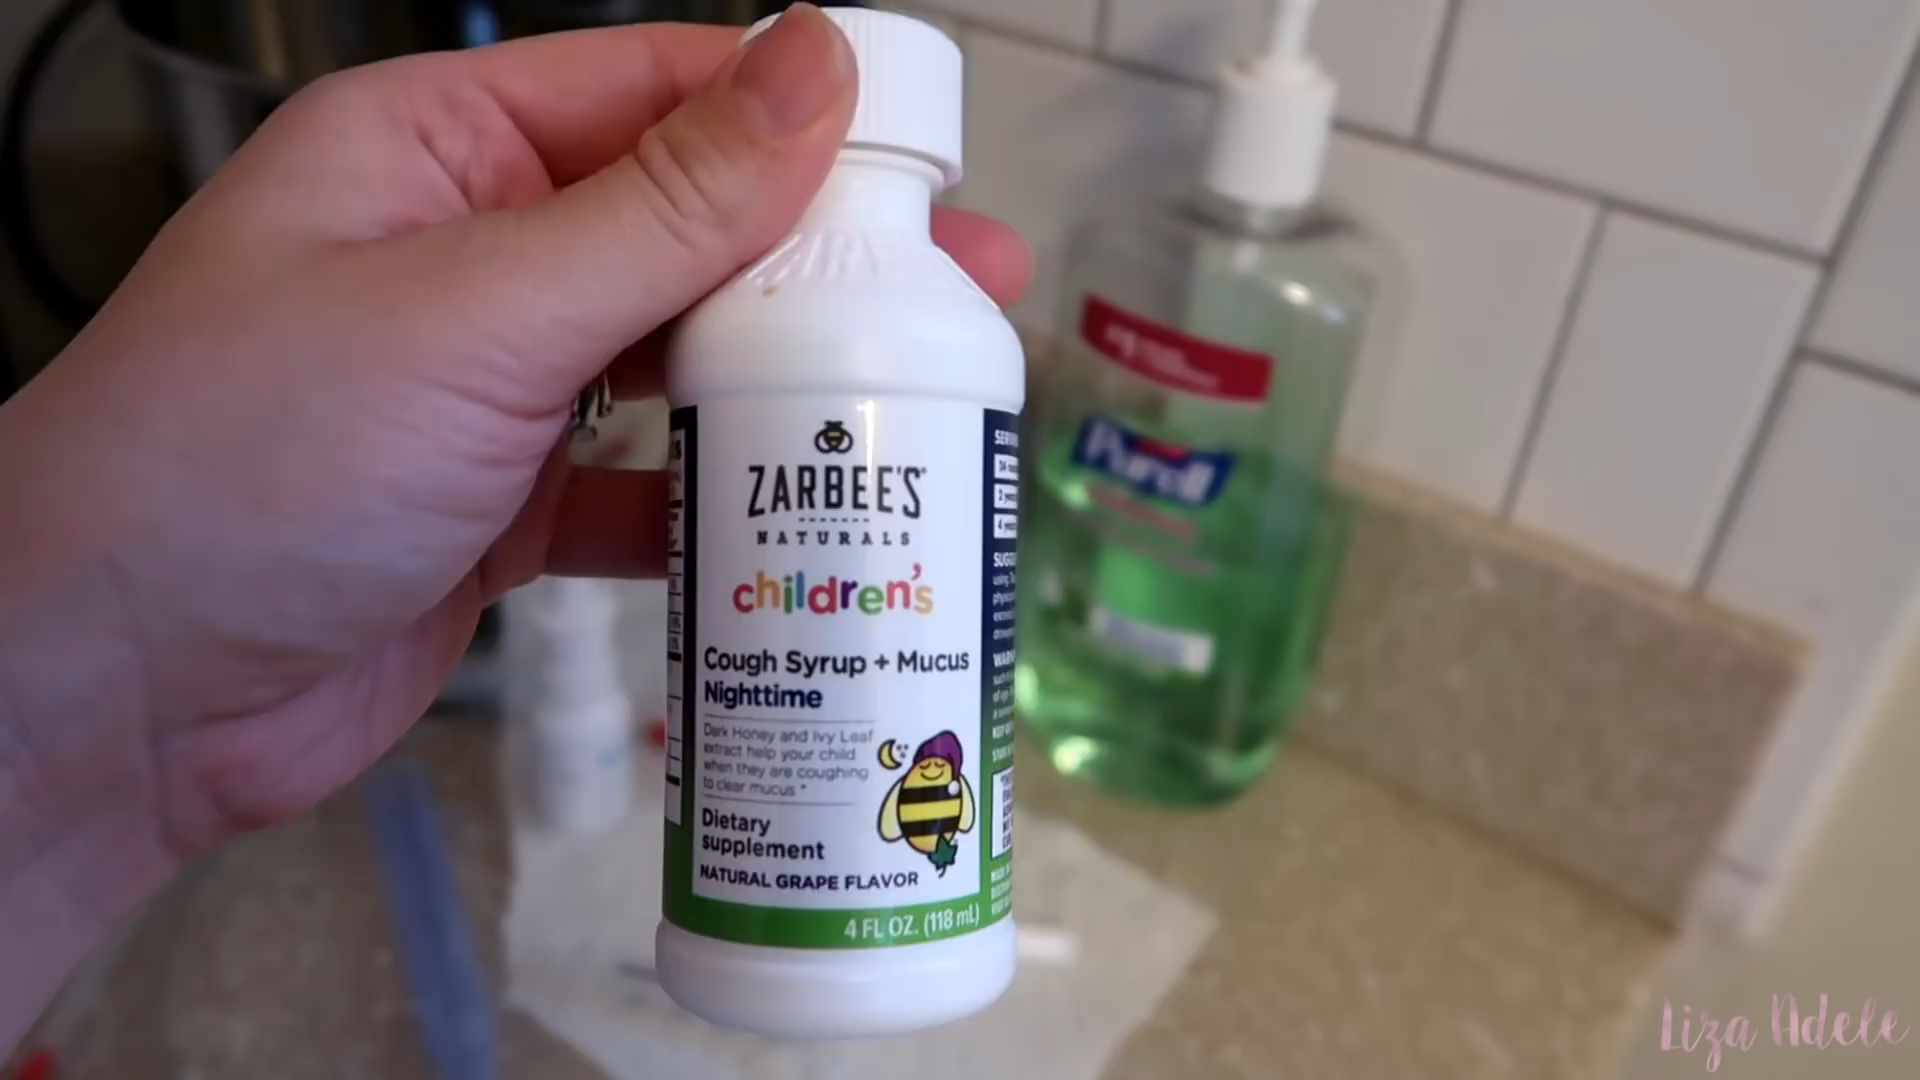 ZARBEE'S
NATURALS
children's
Cough Syrup + Mucus
Nighttime
Dark Honey and Ivy Leaf
extract help your child
when they are coughing
to clear mucus *
Dietary
supplement
NATURAL GRAPE FLAVOR
4 FL OZ. (118 mL)
Purell
Liza Adele